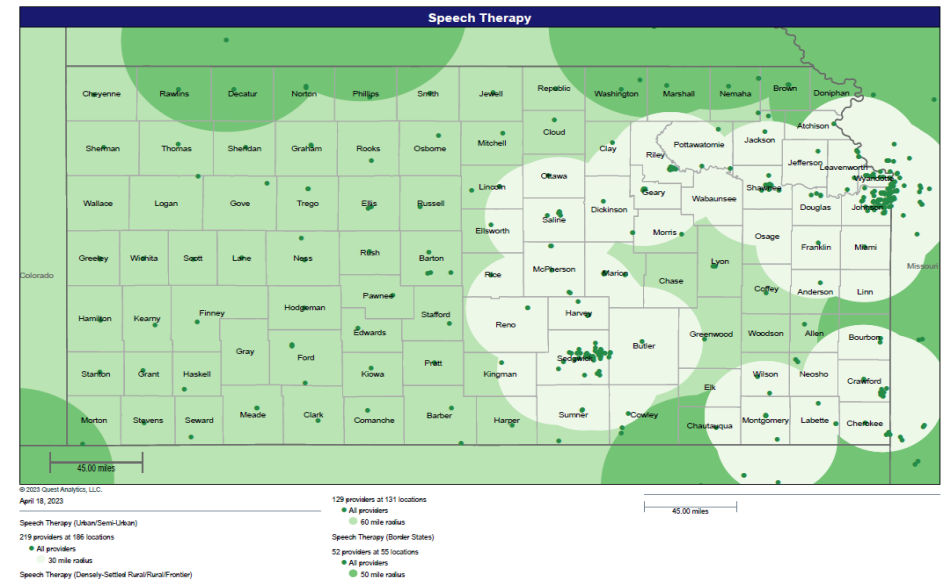 Speech Therapy
Cheyenne Rawlins Decatur Norton Phillips Smith Jewell Republic Washington Marshall Nemaha Brown Doniphan
Sherman Thomas Sheridan Graham Rooks Osborne Mitchell Cloud Clay Riley Pottawatomie Jackson Atchison
Jefferson Leavenworth
Wallace Logan Gove Trego Ellis Russell Lincoln Ottawa Saline Dickinson Geary Wabaunsee Shawnee Wyandotte
Douglas Johnson
Ellsworth Morris Osage
Greeley Wichita Scott Lane Ness Rush Barton Rice McPherson Marion Chase Lyon Franklin Miami
Colorado
Missouri
Coffey Anderson Linn
Hamilton Kearny Finney Hodgeman Pawnee Stafford Reno Harvey
Gray Ford Edwards Sedgwick Butler Greenwood Woodson Allen Bourbon
Stanton Grant Haskell Kiowa Pratt Kingman Elk Wilson Neosho Crawford
Morton Stevens Seward Meade Clark Comanche Barber Harper Sumner Cowley Chautauqua Montgomery Labette Cherokee
45.00 miles
© 2023 Quest Analytics, LLC.
April 18, 2023
Speech Therapy (Urban/Semi-Urban)
219 providers at 186 locations
All providers
30 mile radius
Speech Therapy (Densely-Settled Rural/Rural/Frontier)
129 providers at 131 locations
All providers
60 mile radius
Speech Therapy (Border States)
52 providers at 55 locations
All providers
50 mile radius
45.00 miles